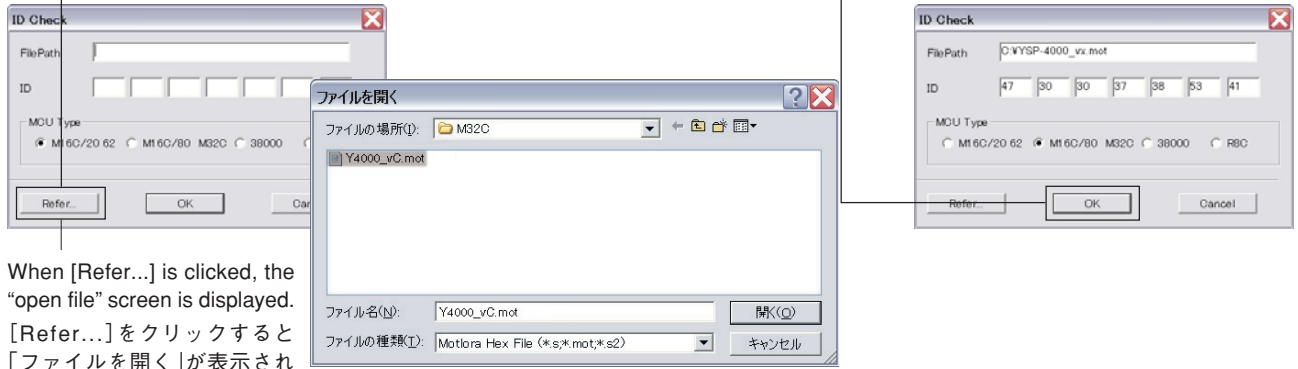 ID Check
FilePath
ID
MCU Type
M16C/20 62 M16C/80 M32C 38000
Refer... OK
When [Refer...] is clicked, the
“open file” screen is displayed.
［Refer...］をクリックすると
「ファイルを開く」が表示され
ファイルを開く
ファイルの場所(I): M32C
Y4000_vC.mot
ファイル名(N): Y4000_vC.mot 開く(O)
ファイルの種類(T): Motlora Hex File (*.s;*.mot;*.s2) キャンセル
ID Check
FilePath C:¥YSP-4000_vx.mot
ID 47 30 30 37 38 53 41
MCU Type
M16C/20 62 M16C/80 M32C 38000 R8C
Refer... OK Cancel